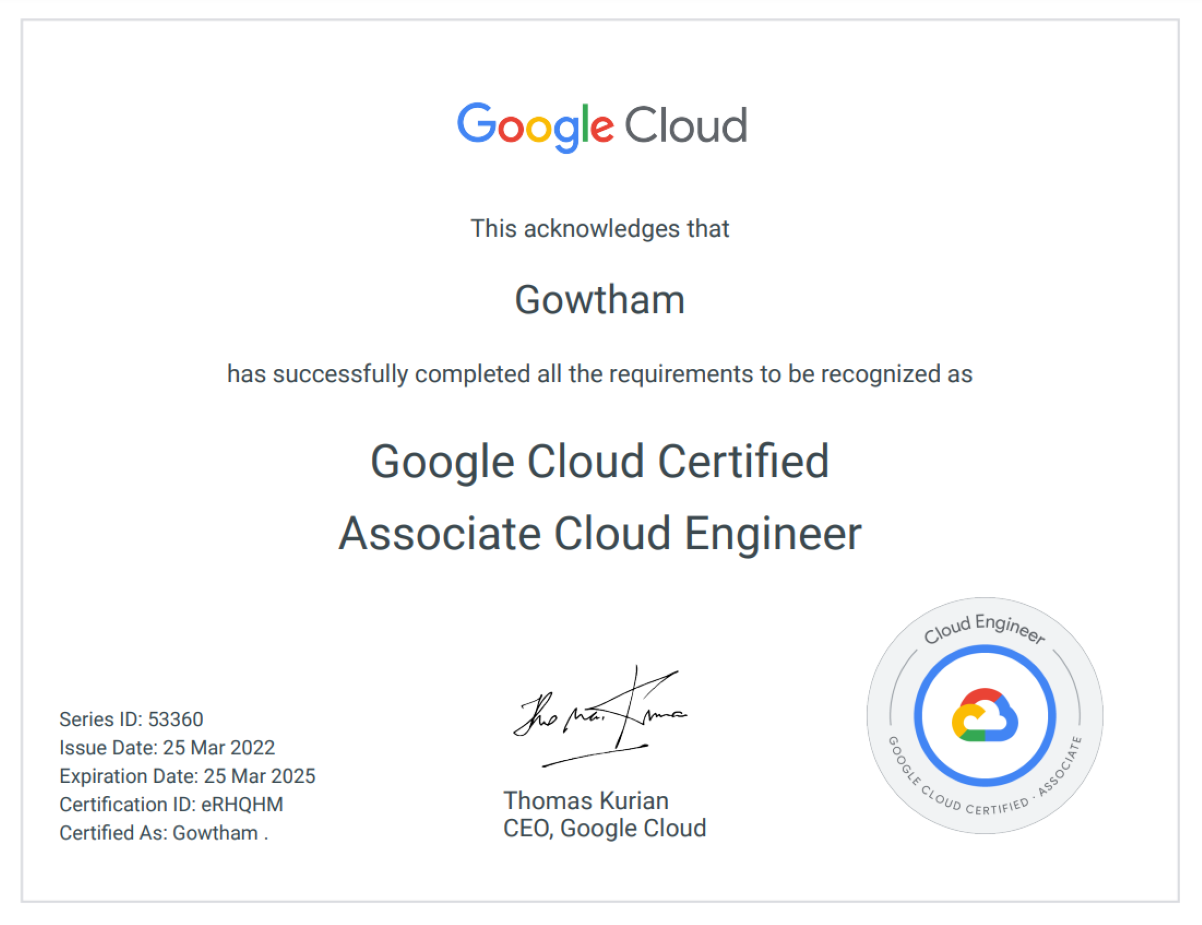 Google Cloud
This acknowledges that
Gowtham
has successfully completed all the requirements to be recognized as
Google Cloud Certified
Associate Cloud Engineer
Series ID: 53360
Issue Date: 25 Mar 2022
Expiration Date: 25 Mar 2025
Certification ID: eRHQHM
Certified As: Gowtham .
Thomas Kurian
CEO, Google Cloud
Cloud Engineer
GOOGLE CLOUD CERTIFIED · ASSOCIATE